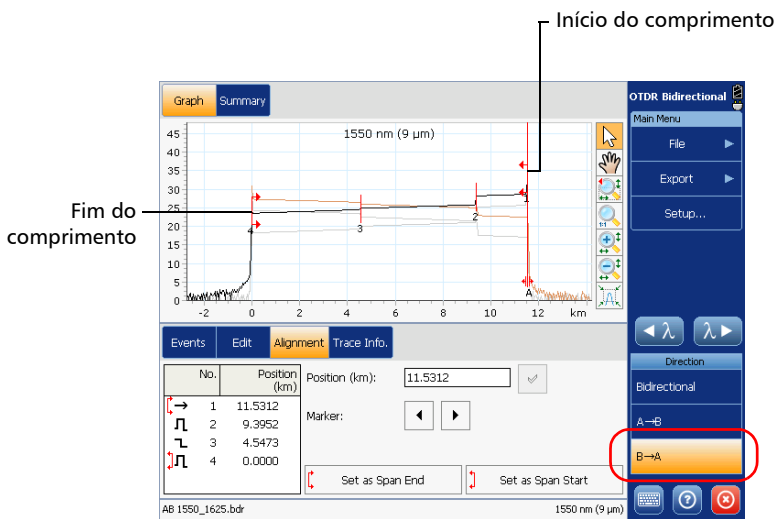 Início do comprimento
Graph
Summary
OTDR Bidirectional
Main Menu
File
Export
Setup...
1550 nm (9 µm)
45
40
35
30
25
20
15
10
5
0
Fim do
comprimento
4
3
2
1
A
1:1
-2 0 2 4 6 8 10 12 km
Events
Edit
Alignment
Trace Info.
λ
λ
Direction
Bidirectional
A→B
B→A
No. Position
(km)
1 11.5312
2 9.3952
3 4.5473
4 0.0000
Position (km): 11.5312
Marker:
Set as Span End
Set as Span Start
AB 1550_1625.bdr
1550 nm (9 µm)
?